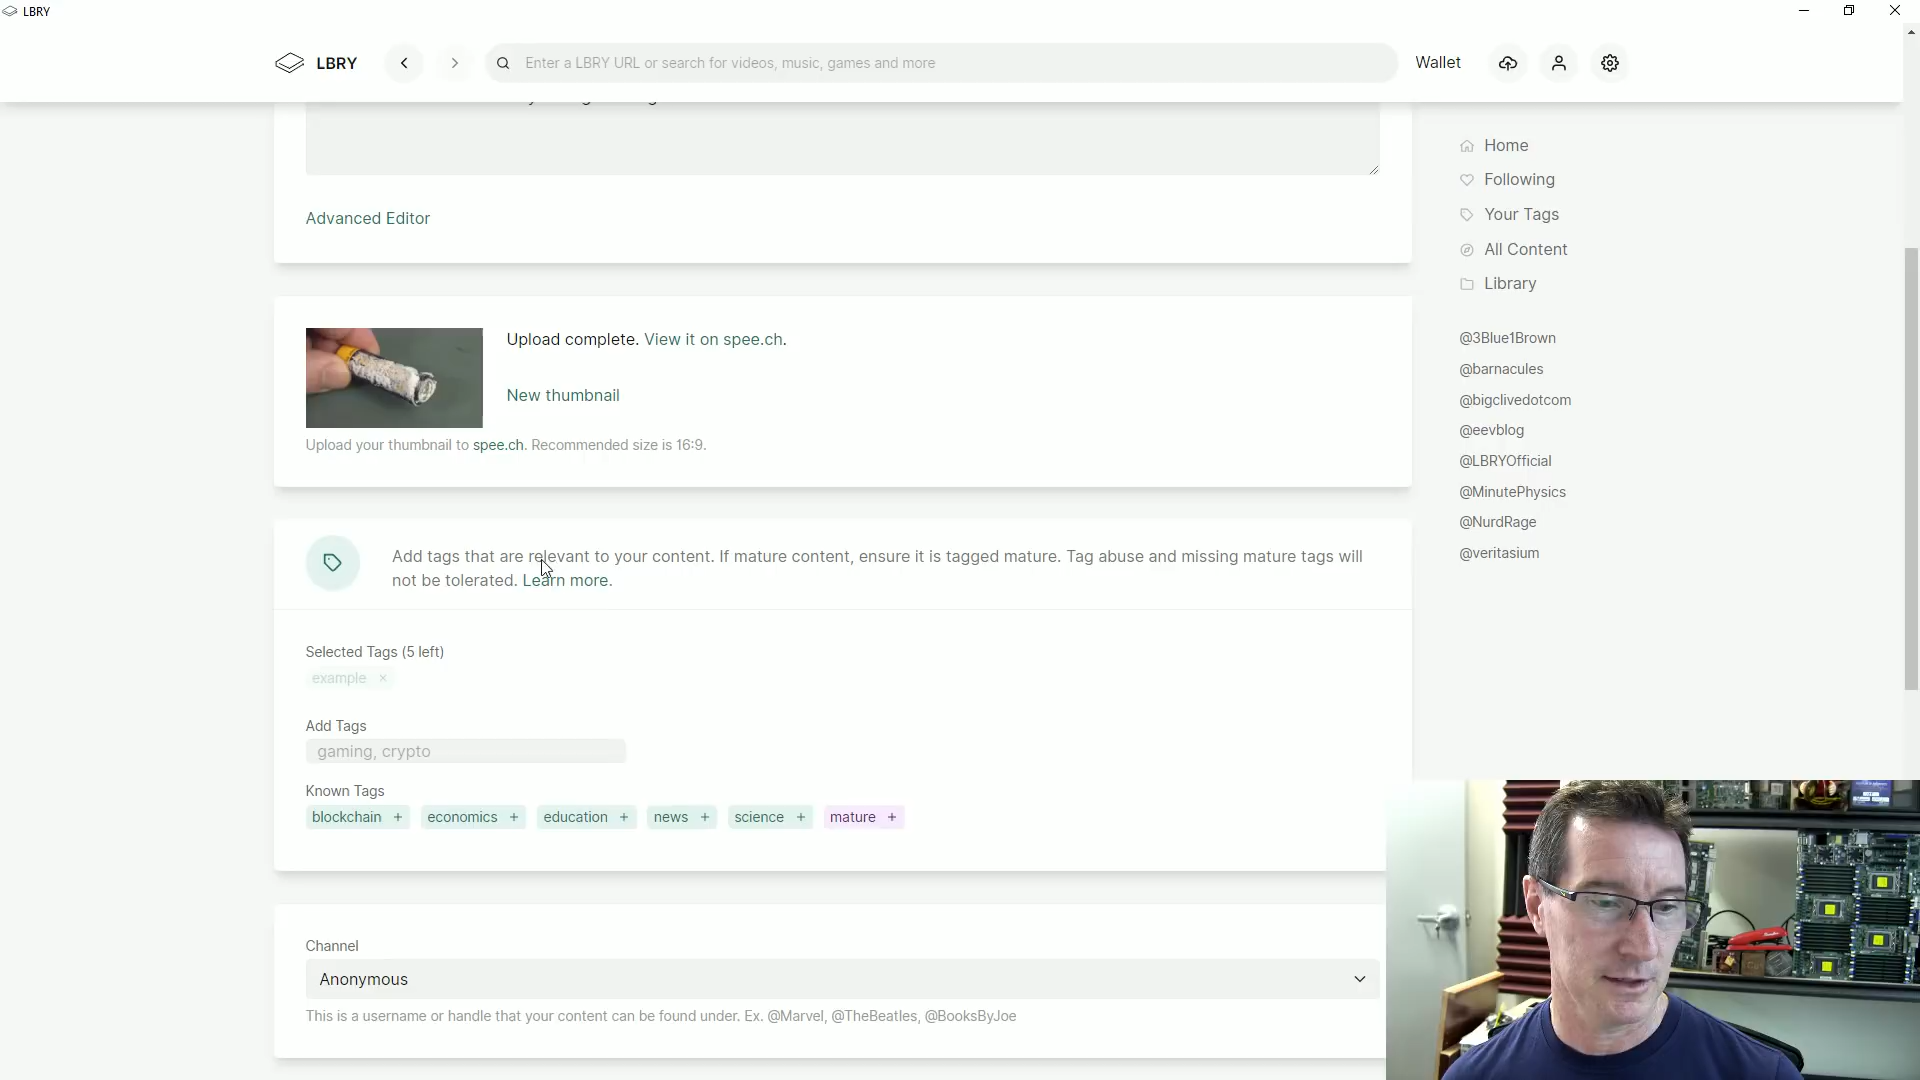 LBRY
LBRY
Enter a LBRY URL or search for videos, music, games and more
Wallet
Advanced Editor
Upload complete. View it on spee.ch.
New thumbnail
Upload your thumbnail to spee.ch. Recommended size is 16:9.
Add tags that are relevant to your content. If mature content, ensure it is tagged mature. Tag abuse and missing mature tags will
not be tolerated. Learn more.
Selected Tags (5 left)
example ×
Add Tags
gaming, crypto
Known Tags
blockchain + economics + education + news + science + mature +
Channel
Anonymous
This is a username or handle that your content can be found under. Ex. @Marvel, @TheBeatles, @BooksByJoe
Home
Following
Your Tags
All Content
Library
@3Blue1Brown
@barnacules
@bigclivedotcom
@eevblog
@LBRYOfficial
@MinutePhysics
@NurdRage
@veritasium